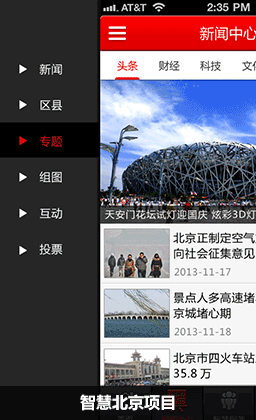 AT&T 2:35 PM
新闻中心
头条 财经 科技
新闻
区县
专题
组图
互动
投票
天安门花坛试灯迎国庆 炫彩3D灯
北京正制定空气
向社会征集意见
2013-11-17
景点人多高速堵
京城堵心期
2013-11-18
北京市四火车站
35.8 万
智慧北京项目